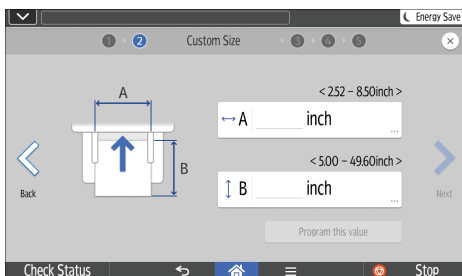 Energy Save
1 2 Custom Size 3 4 5
A
B
< 2.52 – 8.50inch >
A inch
...
< 5.00 – 49.60inch >
B inch
...
Back
Next
Program this value
Check Status
Stop